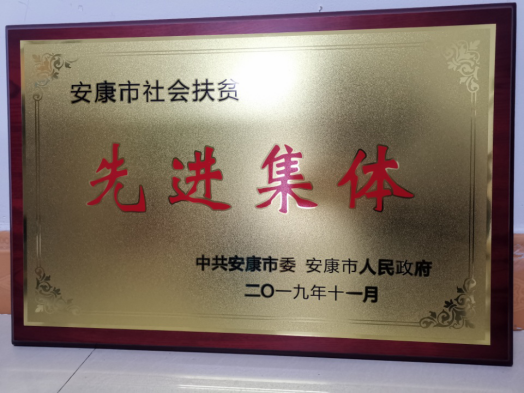 安康市社会扶贫
先进集体
中共安康市委 安康市人民政府
二〇一九年十一月